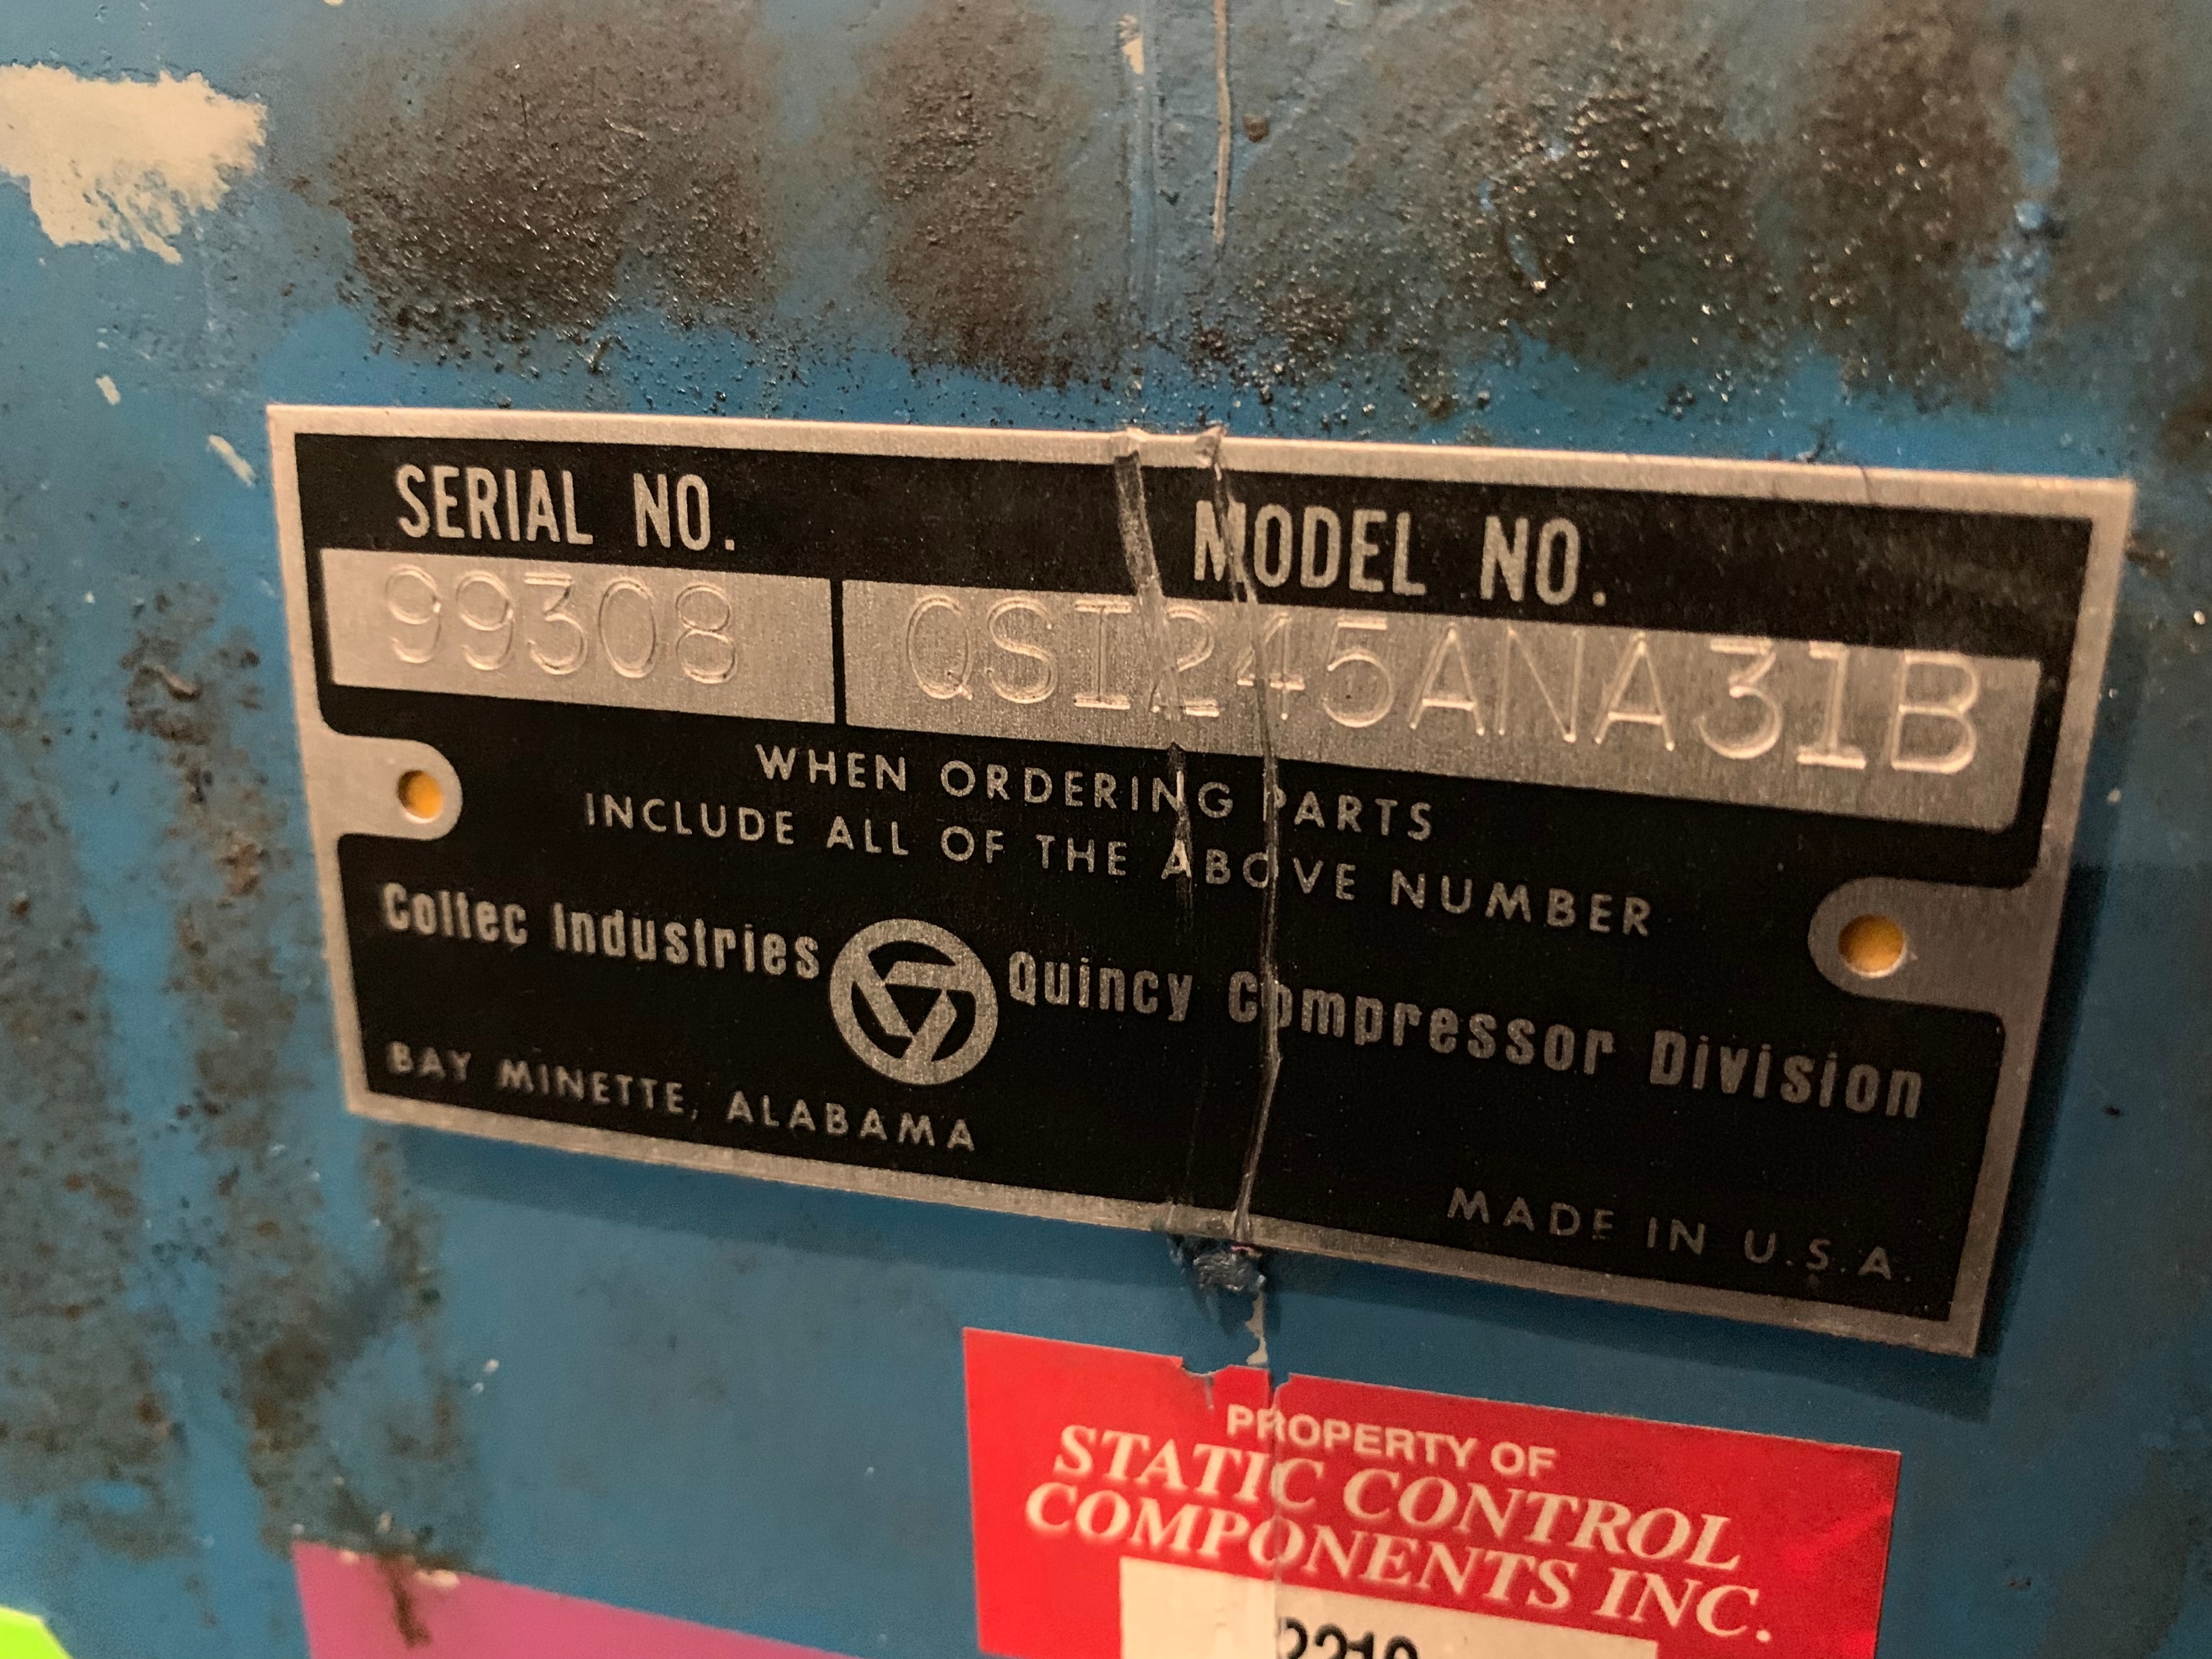 SERIAL NO. MODEL NO.
99308 QSI245ANA31B
WHEN ORDERING PARTS
INCLUDE ALL OF THE ABOVE NUMBER
Coltec Industries Quincy Compressor Division
BAY MINETTE, ALABAMA
MADE IN U.S.A.
PROPERTY OF
STATIC CONTROL
COMPONENTS INC.